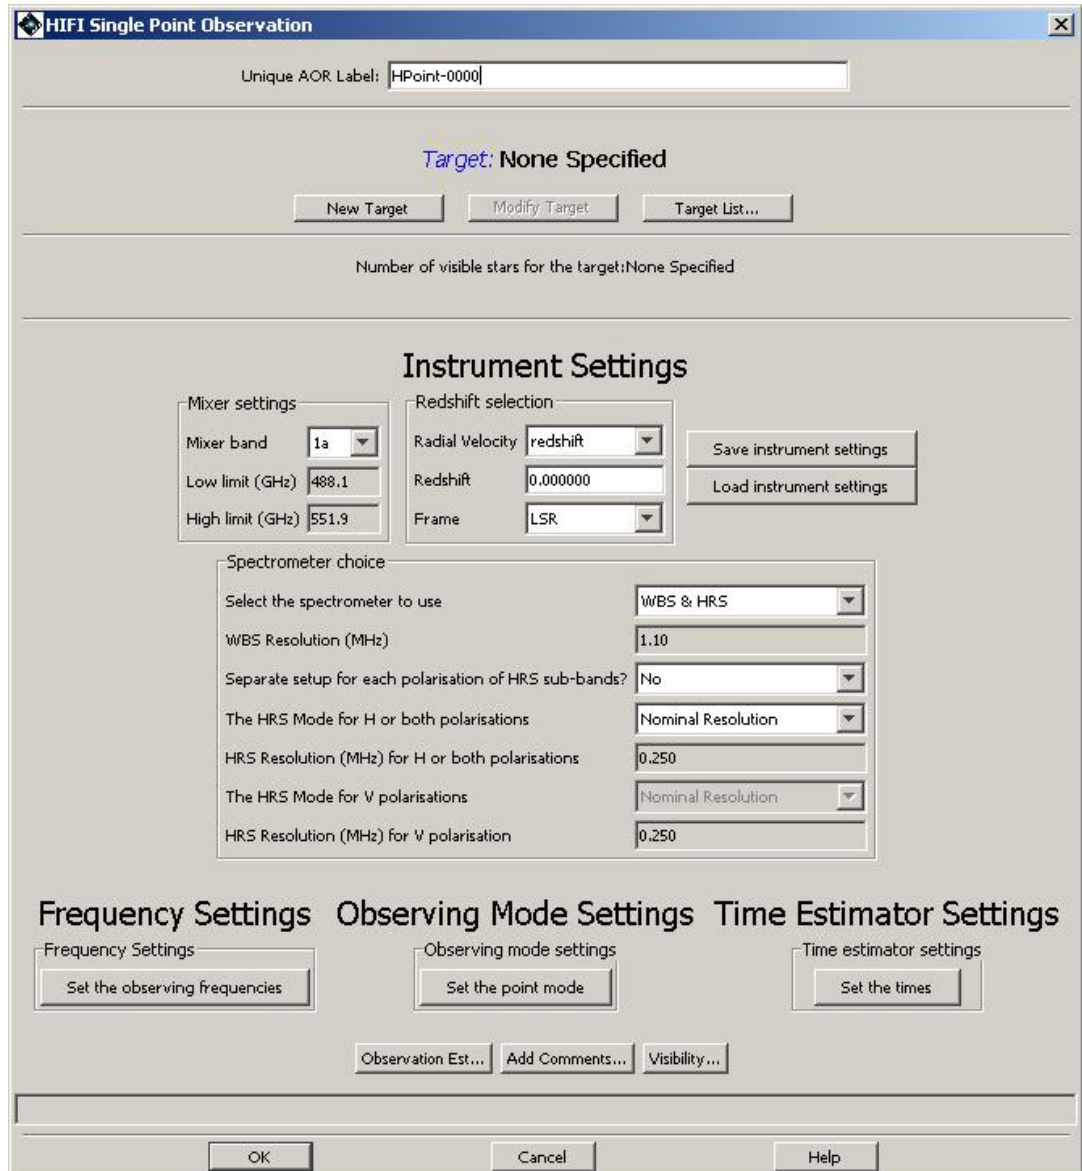 HIFI Single Point Observation
Unique AOR Label: HPoint-0000
Target: None Specified
New Target Modify Target Target List...
Number of visible stars for the target:None Specified
Instrument Settings
Mixer settings
Mixer band 1a
Low limit (GHz) 488.1
High limit (GHz) 551.9
Redshift selection
Radial Velocity redshift
Redshift 0.000000
Frame LSR
Save instrument settings
Load instrument settings
Spectrometer choice
Select the spectrometer to use WBS & HRS
WBS Resolution (MHz) 1.10
Separate setup for each polarisation of HRS sub-bands? No
The HRS Mode for H or both polarisations Nominal Resolution
HRS Resolution (MHz) for H or both polarisations 0.250
The HRS Mode for V polarisations Nominal Resolution
HRS Resolution (MHz) for V polarisation 0.250
Frequency Settings Observing Mode Settings Time Estimator Settings
Frequency Settings Observing mode settings Time estimator settings
Set the observing frequencies Set the point mode Set the times
Observation Est... Add Comments... Visibility...
OK Cancel Help